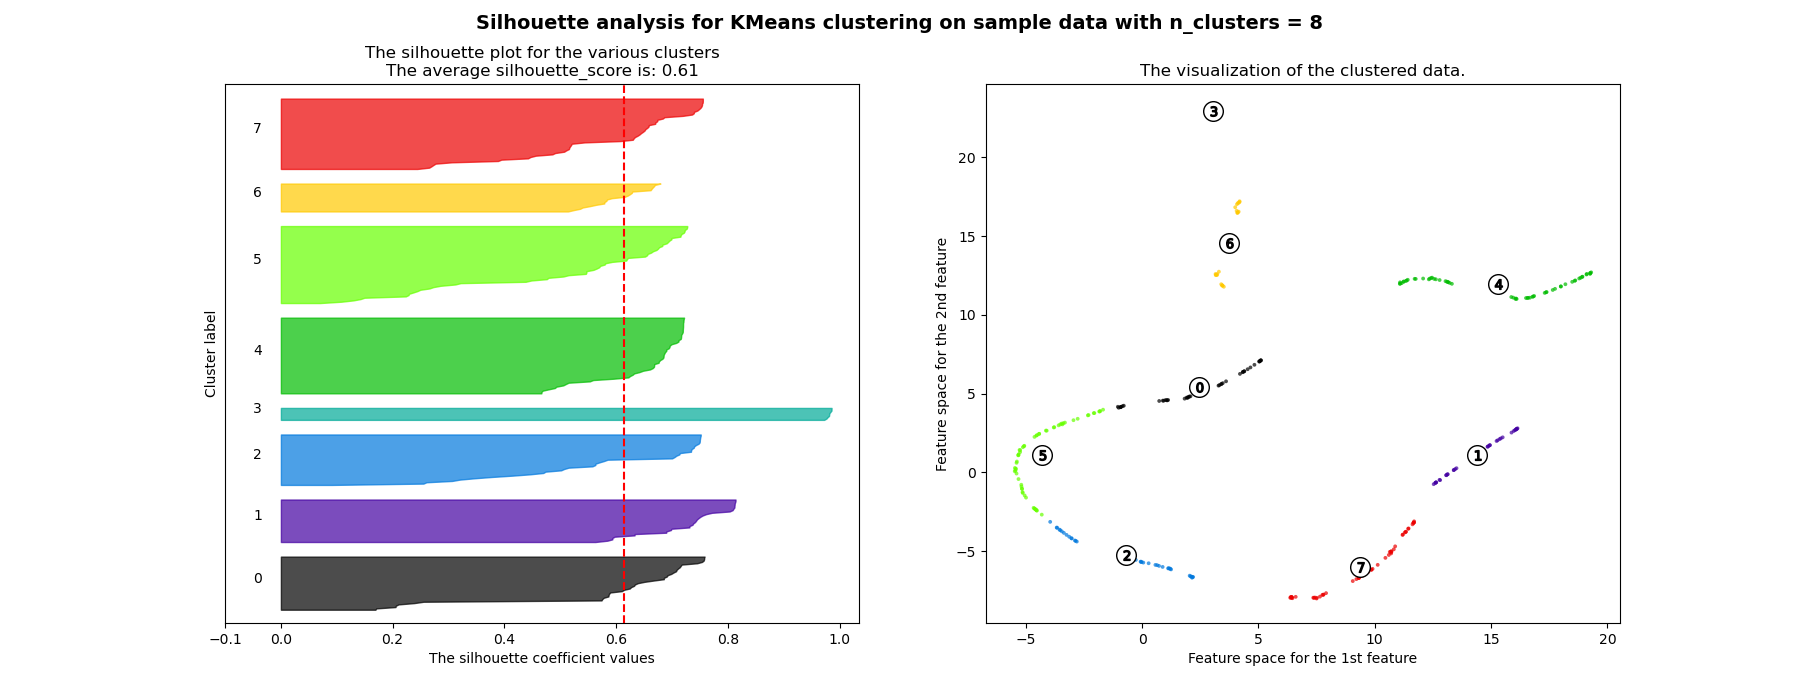 Silhouette analysis for KMeans clustering on sample data with n_clusters = 8
The silhouette plot for the various clusters
The average silhouette_score is: 0.61
7
6
5
4
3
2
1
0
Cluster label
−0.1 0.0 0.2 0.4 0.6 0.8 1.0
The silhouette coefficient values
The visualization of the clustered data.
3
6
4
0
5
1
2
7
20
15
10
5
0
−5
Feature space for the 2nd feature
−5 0 5 10 15 20
Feature space for the 1st feature